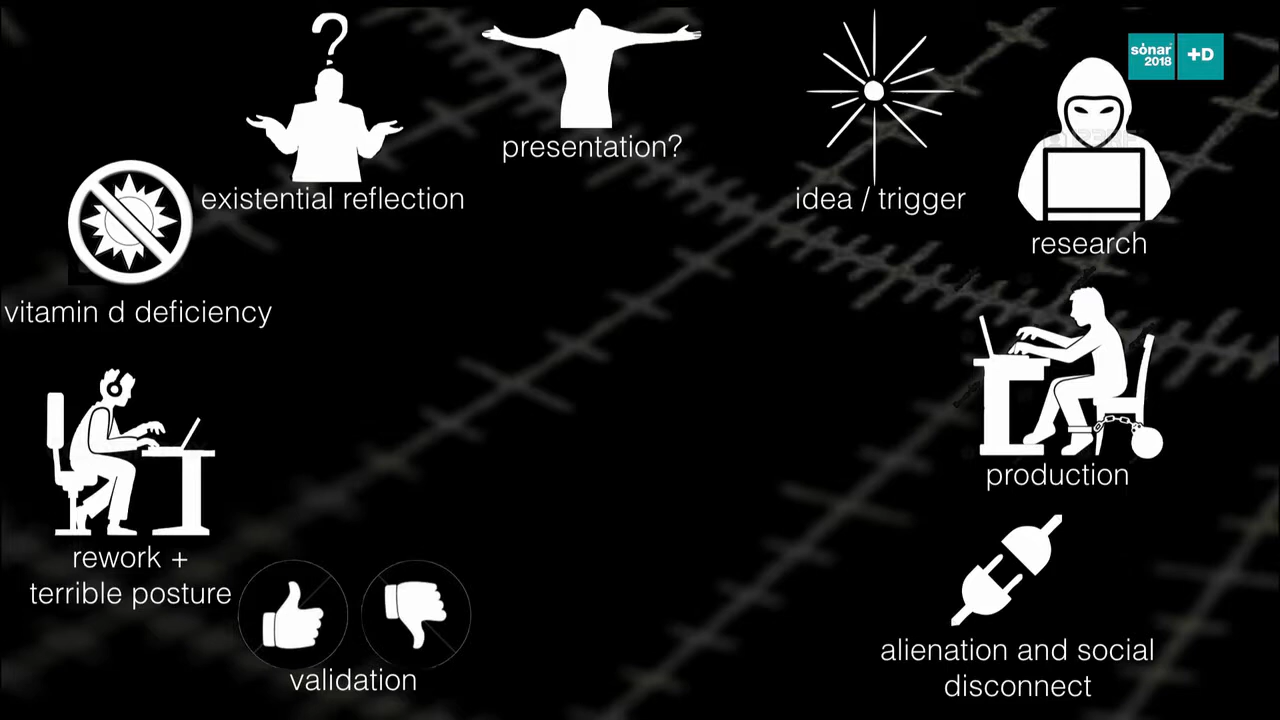 ?
sónar
2018
+D
presentation?
existential reflection
idea / trigger
research
vitamin d deficiency
production
rework +
terrible posture
alienation and social
disconnect
validation